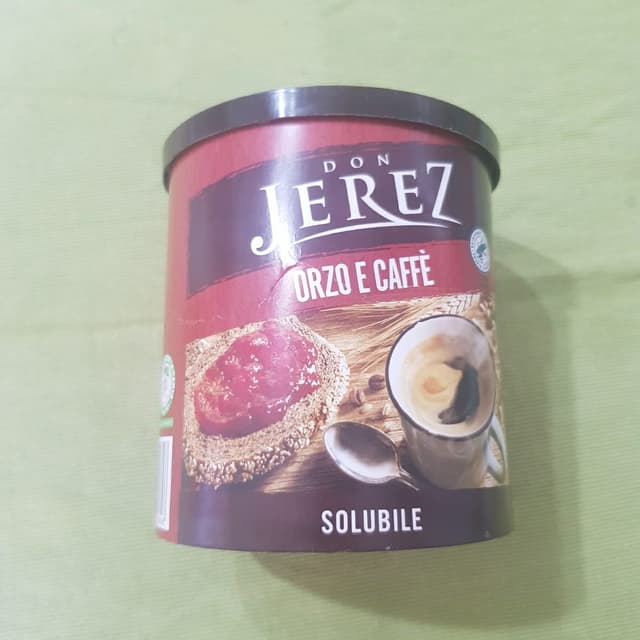 DON
JEREZ
ORZO E CAFFÈ
SOLUBILE